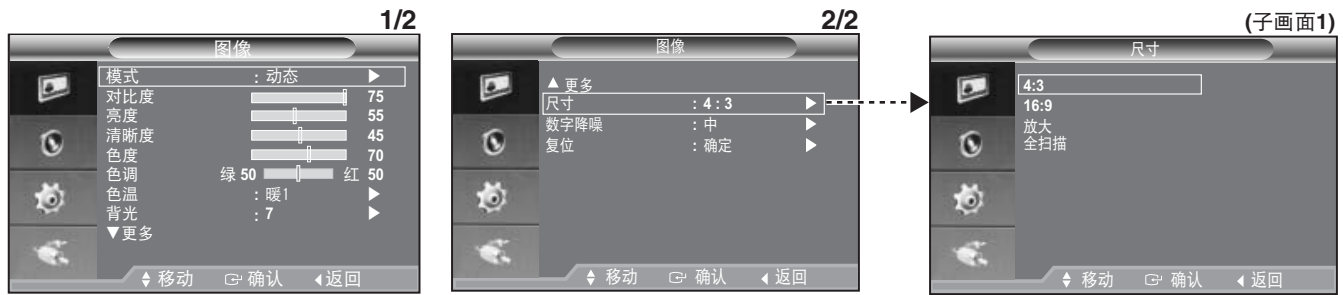 1/2
图像
模式 : 动态 ▶
对比度 75
亮度 55
清晰度 45
色度 70
色调 绿 50 红 50
色温 : 暖1 ▶
背光 : 7 ▶
▼更多
移动 确认 返回
2/2
图像
▲ 更多
尺寸 : 4 : 3 ▶
数字降噪 : 中 ▶
复位 : 确定 ▶
移动 确认 返回
(子画面1)
尺寸
4:3
16:9
放大
全扫描
移动 确认 返回